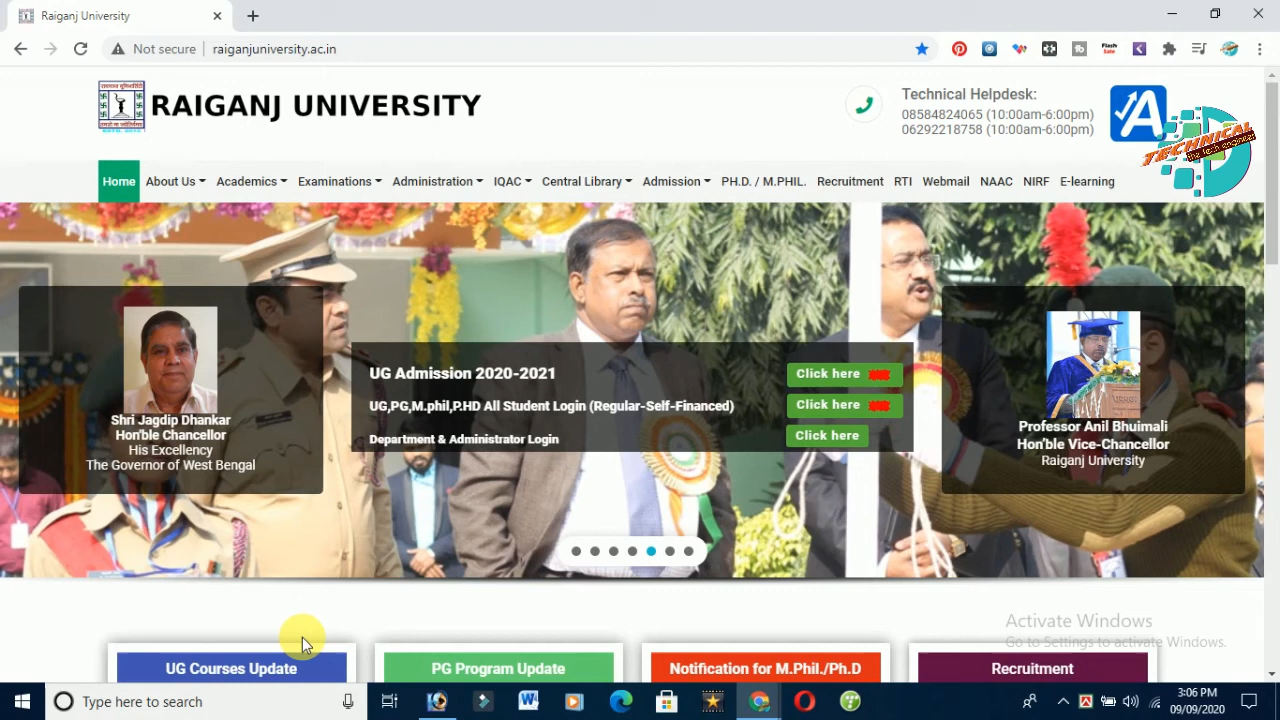 Raiganj University
Not secure
raiganjuniversity.ac.in
RAIGANJ UNIVERSITY
Technical Helpdesk:
08584824065 (10:00am-6:00pm)
06292218758 (10:00am-6:00pm)
TECHNICAL
the tech engineer
Home
About Us
Academics
Examinations
Administration
IQAC
Central Library
Admission
PH.D. / M.PHIL.
Recruitment
RTI
Webmail
NAAC
NIRF
E-learning
Shri Jagdip Dhankar
Hon'ble Chancellor
His Excellency
The Governor of West Bengal
UG Admission 2020-2021
Click here
UG,PG,M.phil,P.HD All Student Login (Regular-Self-Financed)
Click here
Department & Administrator Login
Click here
Professor Anil Bhuimali
Hon'ble Vice-Chancellor
Raiganj University
Activate Windows
Go to Settings to activate Windows.
UG Courses Update
PG Program Update
Notification for M.Phil./Ph.D
Recruitment
Type here to search
3:06 PM
09/09/2020